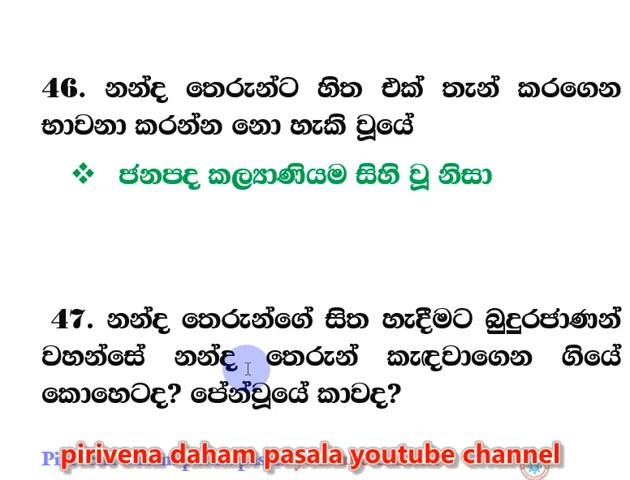 46. නන්ද තෙරුන්ට හිත එක් තැන් කරගෙන
භාවනා කරන්න නො හැකි වූයේ
❖ ජනපද කල්‍යාණියම සිහි වූ නිසා
47. නන්ද තෙරුන්ගේ සිත හැදීමට බුදුරජාණන්
වහන්සේ නන්ද තෙරුන් කැඳවාගෙන ගියේ
කොහෙටද? පේන්වූයේ කාවද?
pirivena daham pasala youtube channel